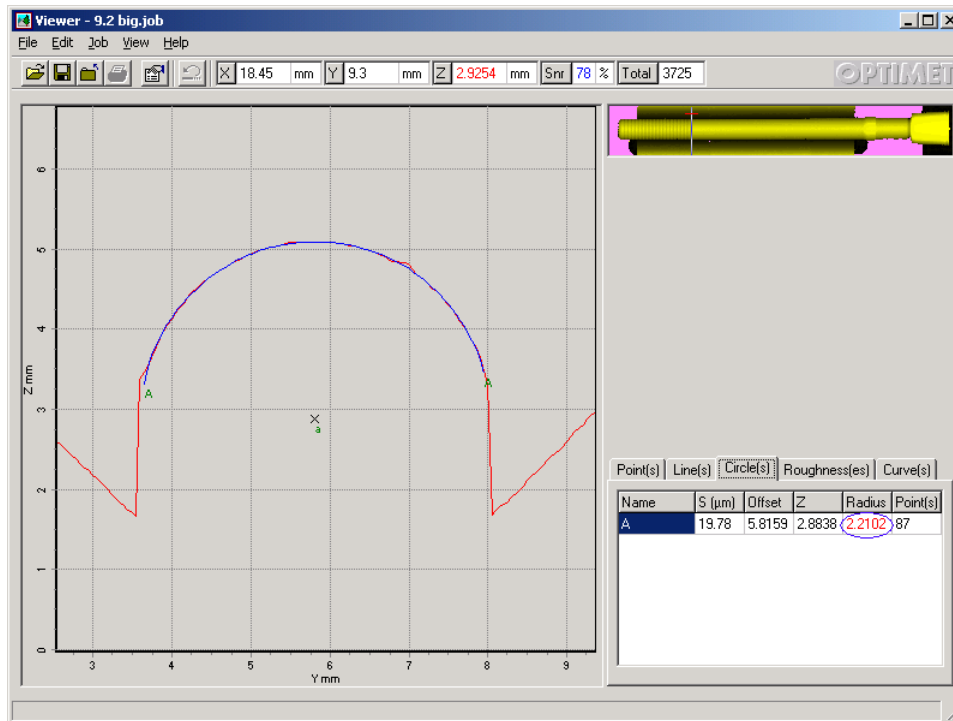 Viewer - 9.2 big.job
File Edit Job View Help
X 18.45 mm Y 9.3 mm Z 2.9254 mm Snr 78 % Total 3725
OPTIMET
6
5
4
3
2
1
0
Z mm
A
A
a
3 4 5 6 7 8 9
Y mm
Point(s) Line(s) Circle(s) Roughness(es) Curve(s)
Name S (µm) Offset Z Radius Point(s)
A 19.78 5.8159 2.8838 2.2102 87